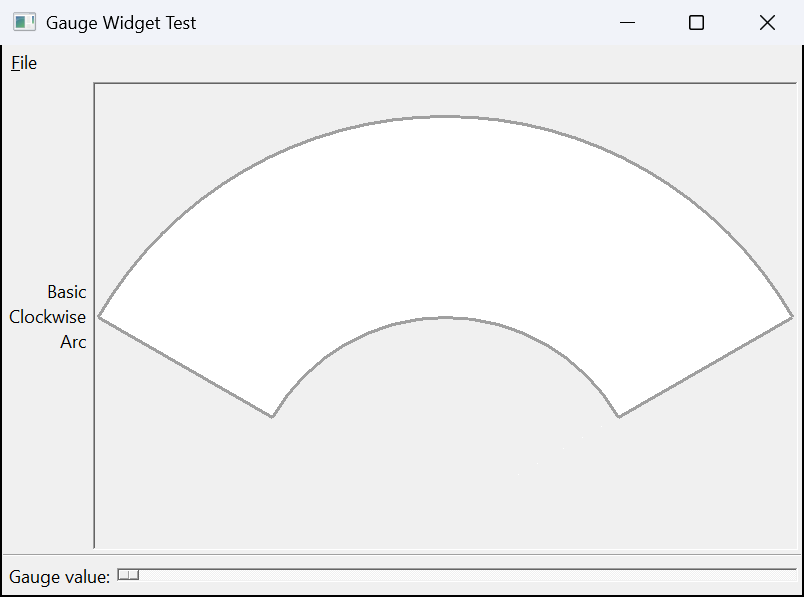 Gauge Widget Test
File
Basic
Clockwise
Arc
Gauge value: